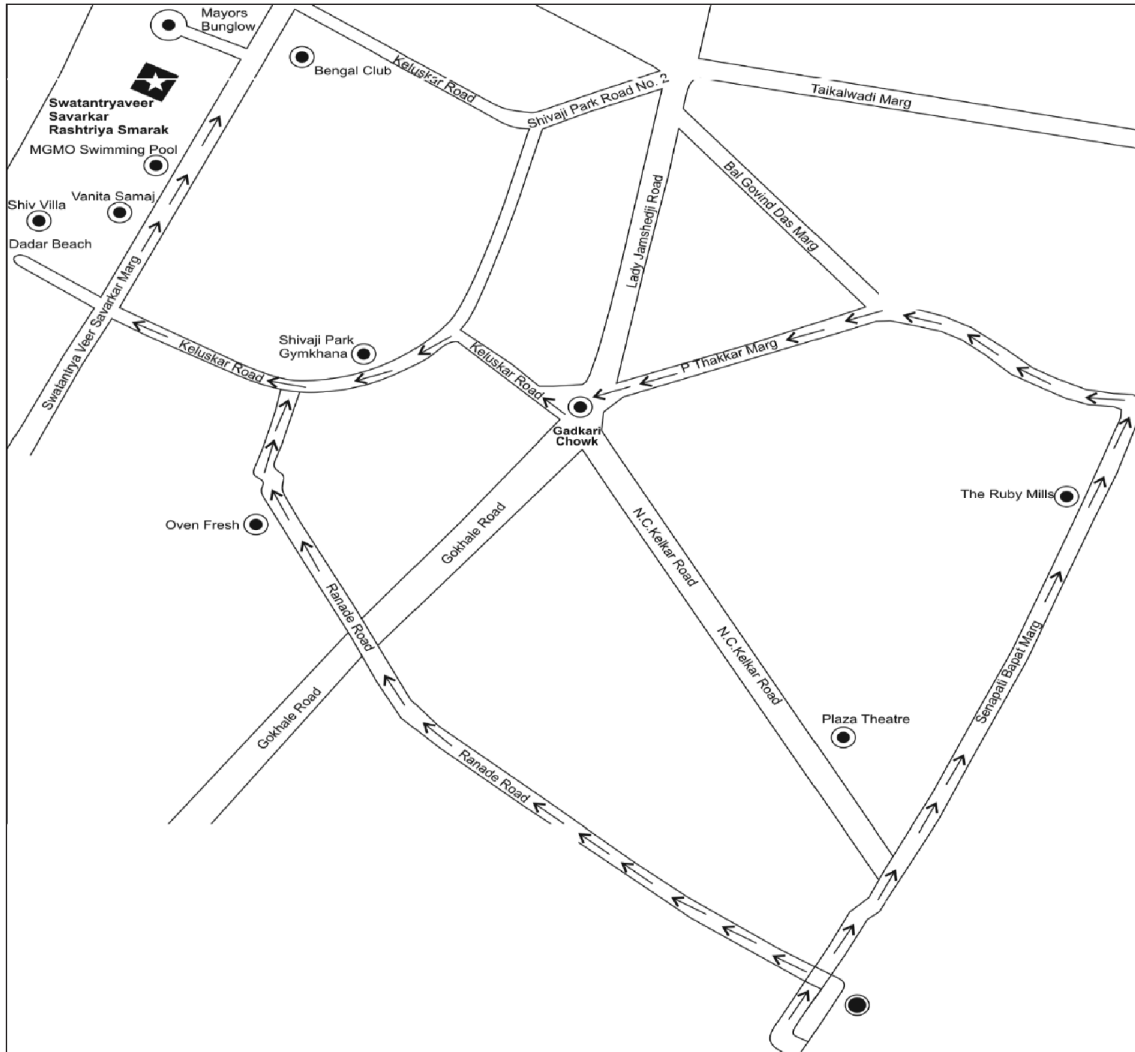 Mayors
Bunglow
Bengal Club
Keluskar Road
Shivaji Park Road No. 2
Taikalwadi Marg
Swatantryaveer
Savarkar
Rashtriya Smarak
MGMO Swimming Pool
Vanita Samaj
Shiv Villa
Dadar Beach
Bal Govind Das Marg
Lady Jamshedji Road
Swatantrya Veer Savarkar Marg
Shivaji Park
Gymkhana
Keluskar Road
Keluskar Road
P Thakkar Marg
Gadkari
Chowk
The Ruby Mills
Oven Fresh
Gokhale Road
N.C.Kelkar Road
Ranade Road
N.C.Kelkar Road
Senapati Bapat Marg
Gokhale Road
Plaza Theatre
Ranade Road